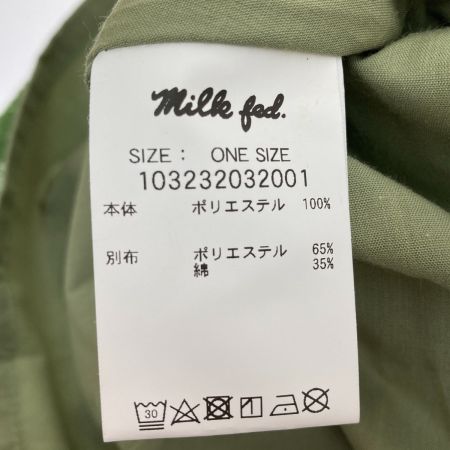 Milk fed.
SIZE : ONE SIZE
103232032001
本体 ポリエステル 100%
別布 ポリエステル 65%
綿 35%
30